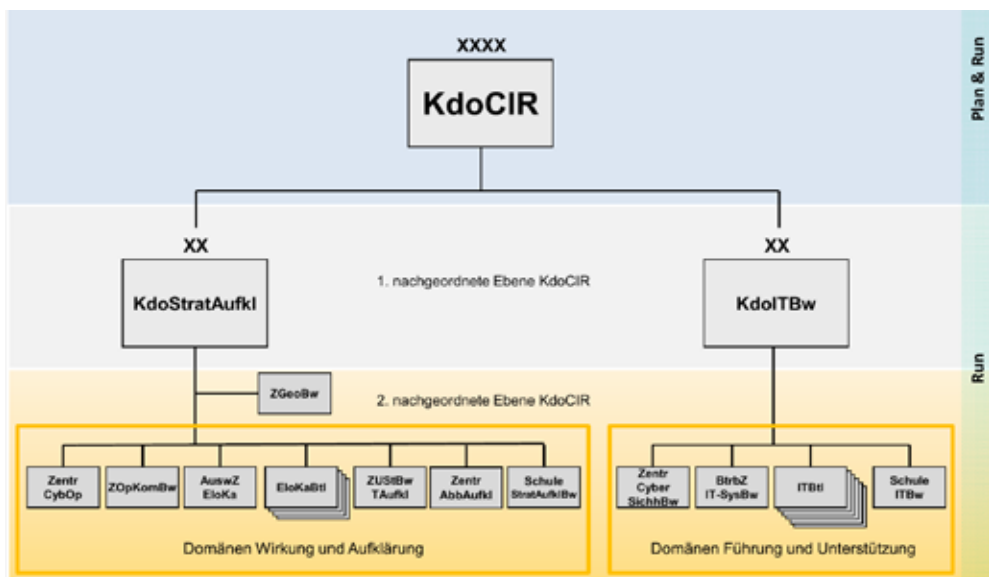 XXXX
KdoCIR
Plan & Run
XX
XX
KdoStratAufkl
1. nachgeordnete Ebene KdoCIR
KdoITBw
Run
ZGeoBw
2. nachgeordnete Ebene KdoCIR
Zentr
CybOp
ZOpKomBw
AuswZ
EloKa
EloKaBtl
ZUStBw
TAufkl
Zentr
AbbAufkl
Schule
StratAufklBw
Zentr
Cyber
SichhBw
BtrbZ
IT-SysBw
ITBtl
Schule
ITBw
Domänen Wirkung und Aufklärung
Domänen Führung und Unterstützung